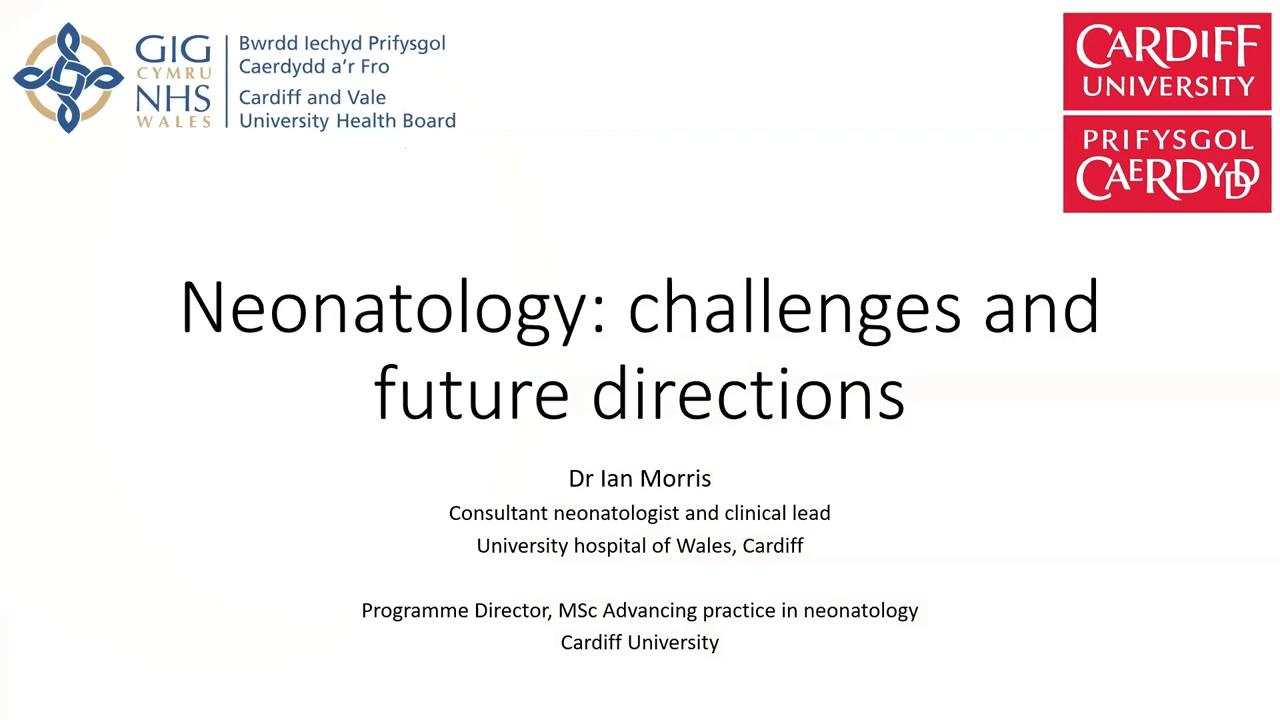 GIG
CYMRU
NHS
WALES
Bwrdd Iechyd Prifysgol
Caerdydd a'r Fro
Cardiff and Vale
University Health Board
CARDIFF
UNIVERSITY
PRIFYSGOL
CAERDYDD
Neonatology: challenges and
future directions
Dr Ian Morris
Consultant neonatologist and clinical lead
University hospital of Wales, Cardiff
Programme Director, MSc Advancing practice in neonatology
Cardiff University